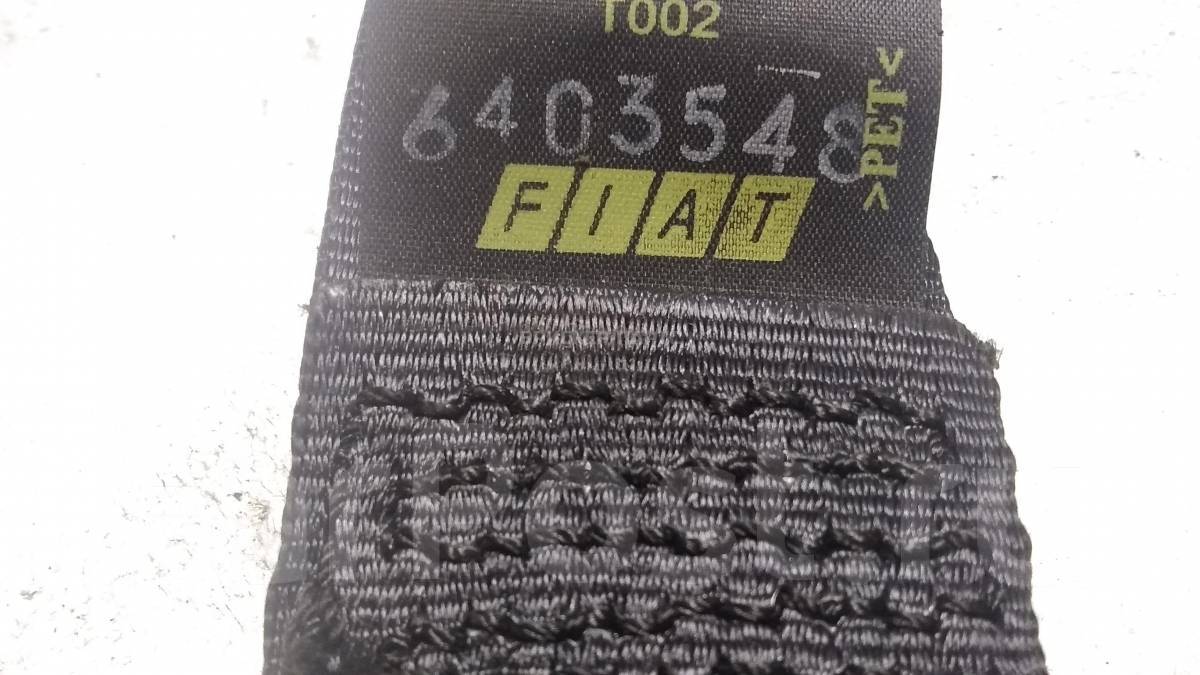 T002
6403548
FIAT
>PET<